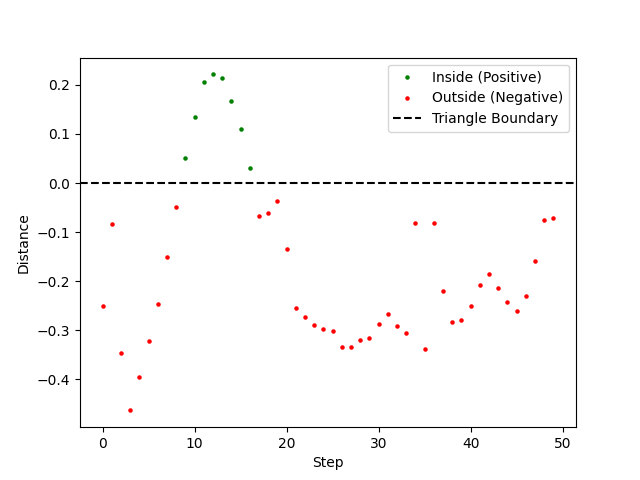 Inside (Positive)
Outside (Negative)
Triangle Boundary
0.2
0.1
0.0
−0.1
−0.2
−0.3
−0.4
Distance
0 10 20 30 40 50
Step